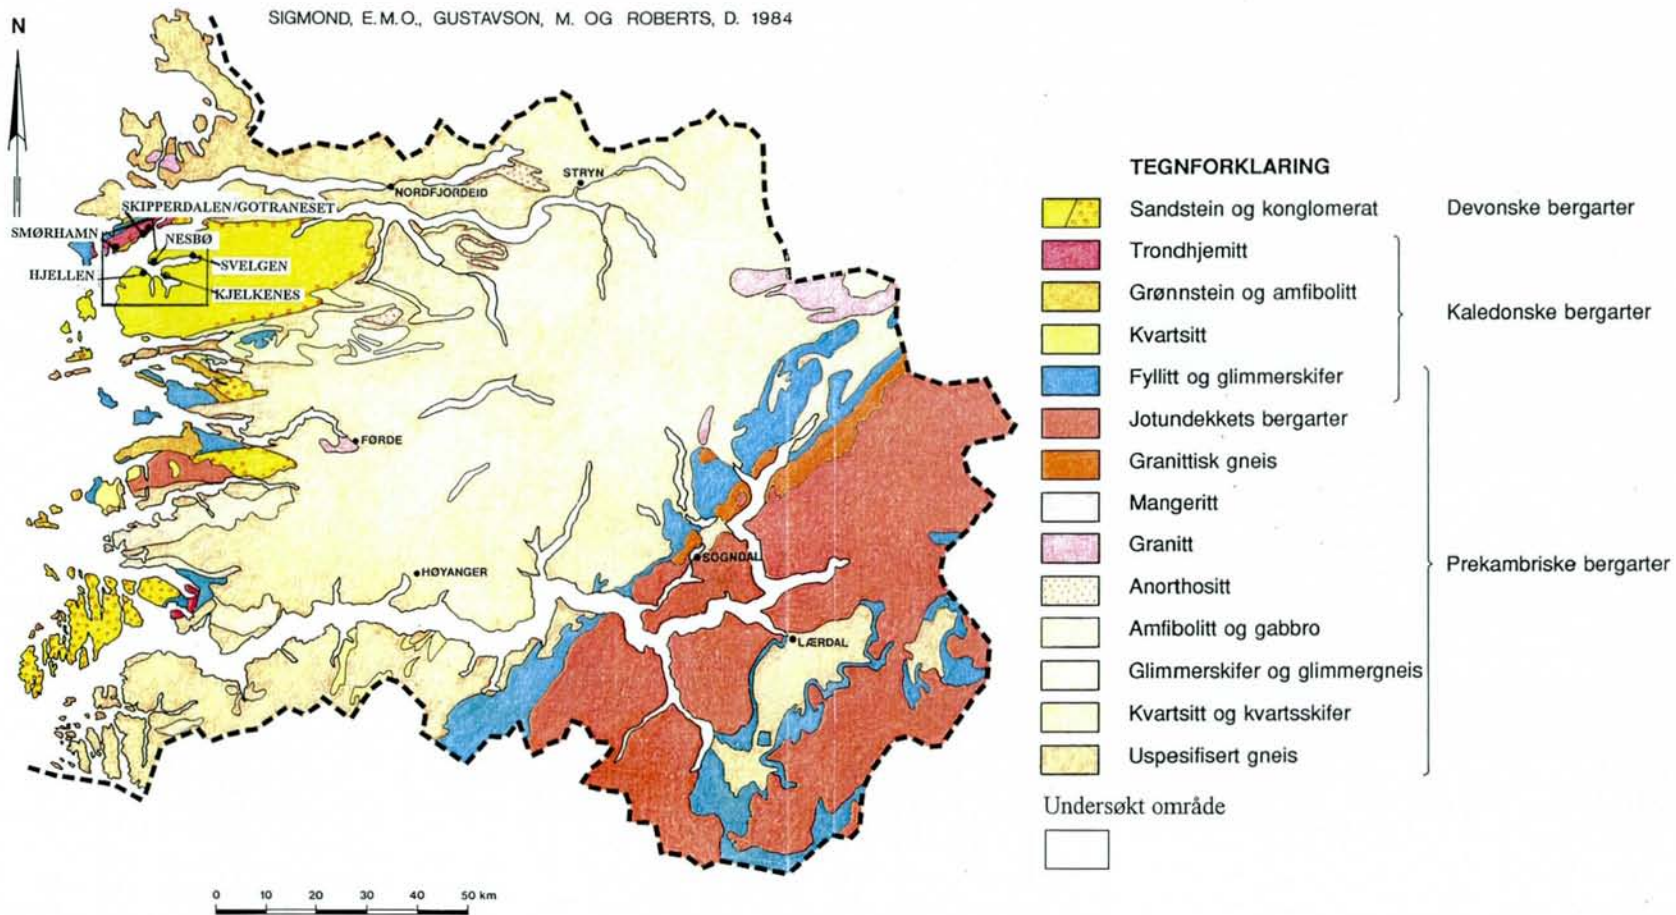 SIGMOND, E.M.O., GUSTAVSON, M. OG ROBERTS, D. 1984
N
STRYN
NORDFJORDEID
SKIPPERDALEN/GOTRANESET
SMØRHAMN
NESBØ
SVELGEN
HJELLEN
KJELKENES
FØRDE
SOGNDAL
HØYANGER
LÆRDAL
0 10 20 30 40 50 km
TEGNFORKLARING
Sandstein og konglomerat
Devonske bergarter
Trondhjemitt
Grønnstein og amfibolitt
Kaledonske bergarter
Kvartsitt
Fyllitt og glimmerskifer
Jotundekkets bergarter
Granittisk gneis
Mangeritt
Granitt
Prekambriske bergarter
Anorthositt
Amfibolitt og gabbro
Glimmerskifer og glimmergneis
Kvartsitt og kvartsskifer
Uspesifisert gneis
Undersøkt område